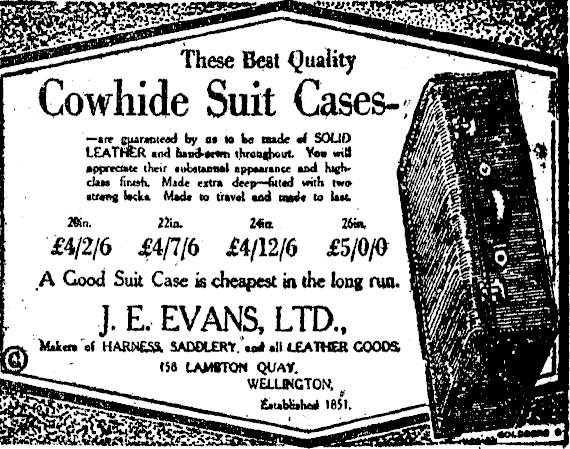 These Best Quality
Cowhide Suit Cases-
—are guaranteed by us to be made of SOLID
LEATHER and hand-sewn throughout. You will
appreciate their substantial appearance and high-
class finish. Made extra deep—fitted with two
strong locks. Made to travel and made to last.
20in. 22in. 24in. 26in.
£4/2/6 £4/7/6 £4/12/6 £5/0/0
A Good Suit Case is cheapest in the long run.
J. E. EVANS, LTD.,
Makers of HARNESS, SADDLERY, and all LEATHER GOODS,
158 LAMBTON QUAY,
WELLINGTON,
Established 1851.
G
GOLDBERG